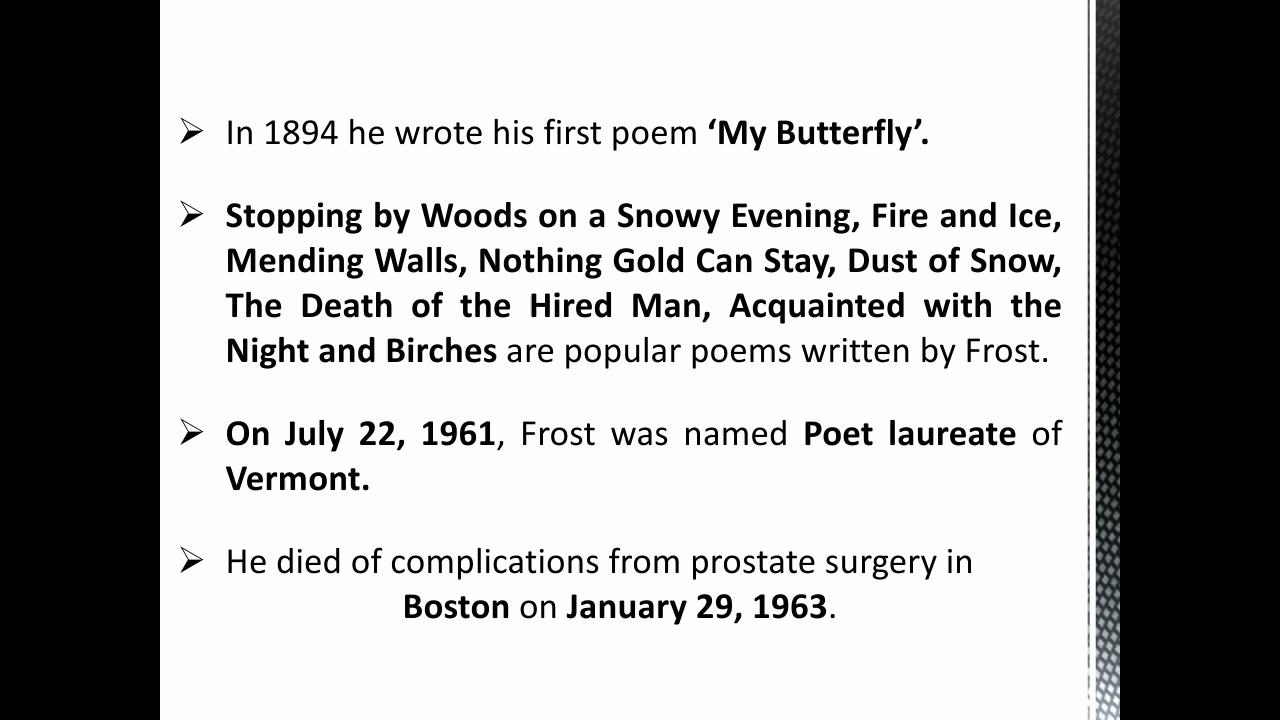 ➢ In 1894 he wrote his first poem ‘My Butterfly’.
➢ Stopping by Woods on a Snowy Evening, Fire and Ice,
Mending Walls, Nothing Gold Can Stay, Dust of Snow,
The Death of the Hired Man, Acquainted with the
Night and Birches are popular poems written by Frost.
➢ On July 22, 1961, Frost was named Poet laureate of
Vermont.
➢ He died of complications from prostate surgery in
Boston on January 29, 1963.